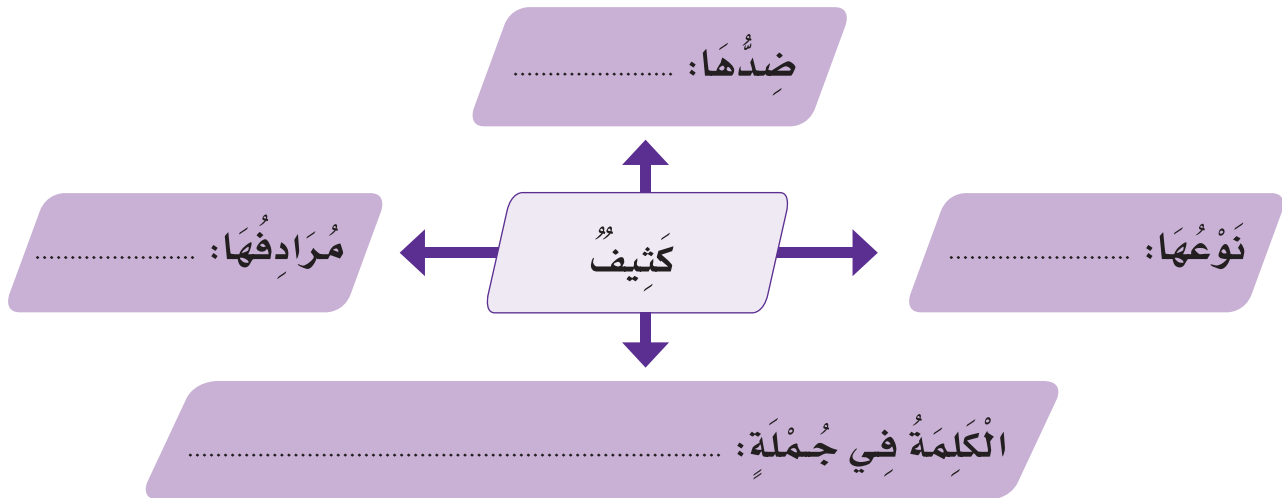 ضِدُّهَا: ......................
نَوْعُهَا: .........................
كَثِيفٌ
مُرَادِفُهَا: ......................
الْكَلِمَةُ فِي جُمْلَةٍ: ..........................................................................